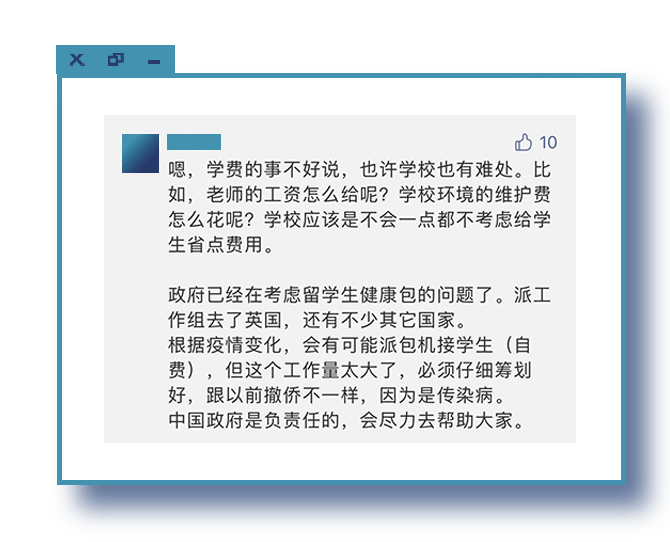 10
嗯，学费的事不好说，也许学校也有难处。比
如，老师的工资怎么给呢？学校环境的维护费
怎么花呢？学校应该是不会一点都不考虑给学
生省点费用。
政府已经在考虑留学生健康包的问题了。派工
作组去了英国，还有不少其它国家。
根据疫情变化，会有可能派包机接学生（自
费），但这个工作量太大了，必须仔细筹划
好，跟以前撤侨不一样，因为是传染病。
中国政府是负责任的，会尽力去帮助大家。